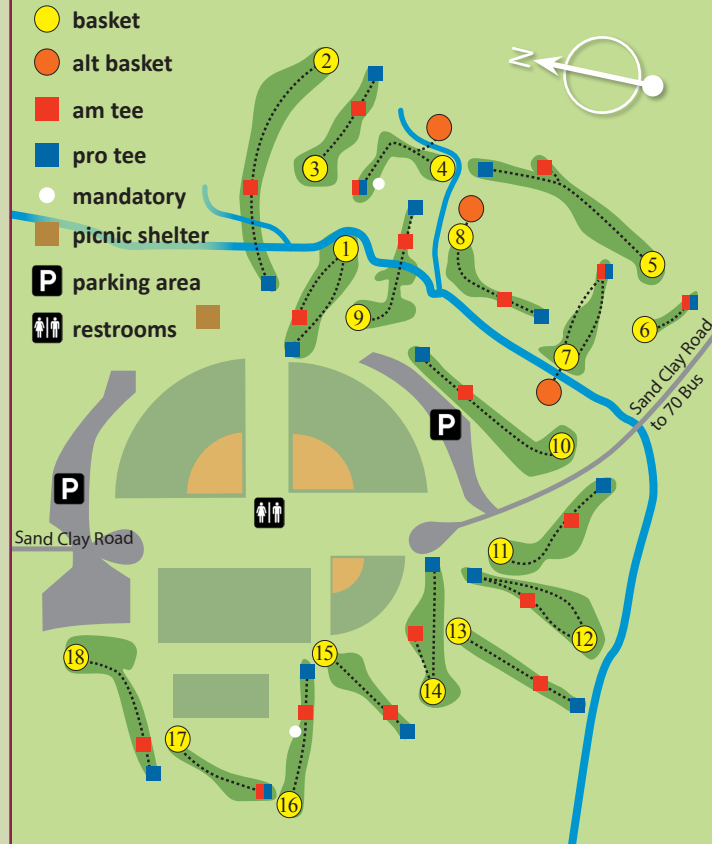 basket
alt basket
am tee
pro tee
mandatory
picnic shelter
P parking area
restrooms
N
2
3
4
1
8
9
5
6
7
Sand Clay Road
to 70 Bus
P
10
P
Sand Clay Road
11
12
13
14
15
18
17
16